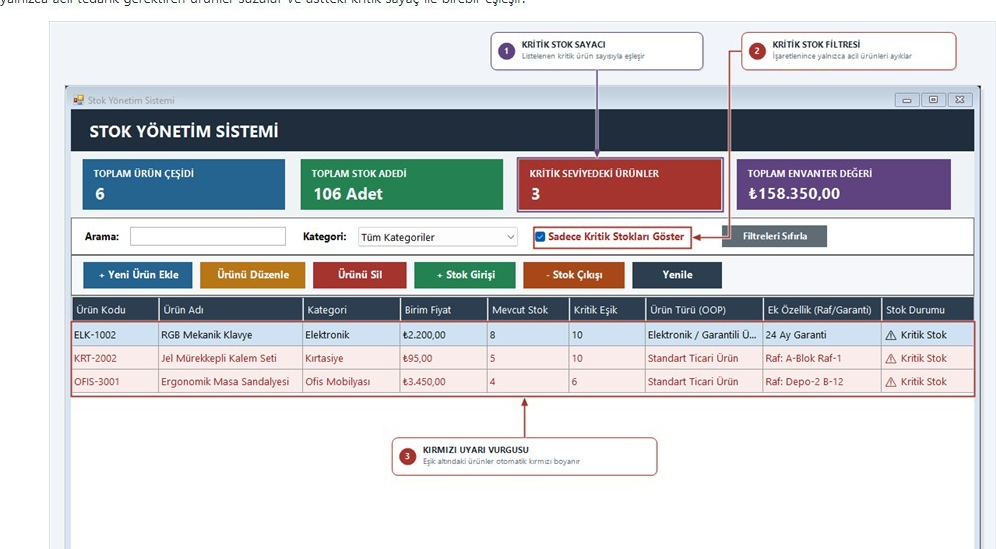 yalnızca acil tedarik gerektiren ürünler süzülür ve üstteki kritik sayaç ile birebir eşleşir.
1 KRİTİK STOK SAYACI
Listelenen kritik ürün sayısıyla eşleşir
2 KRİTİK STOK FİLTRESİ
İşaretlenince yalnızca acil ürünleri ayıklar
Stok Yönetim Sistemi
STOK YÖNETİM SİSTEMİ
TOPLAM ÜRÜN ÇEŞİDİ
6
TOPLAM STOK ADEDİ
106 Adet
KRİTİK SEVİYEDEKİ ÜRÜNLER
3
TOPLAM ENVANTER DEĞERİ
₺158.350,00
Arama: Kategori: Tüm Kategoriler Sadece Kritik Stokları Göster Filtreleri Sıfırla
+ Yeni Ürün Ekle Ürünü Düzenle Ürünü Sil + Stok Girişi - Stok Çıkışı Yenile
Ürün Kodu Ürün Adı Kategori Birim Fiyat Mevcut Stok Kritik Eşik Ürün Türü (OOP) Ek Özellik (Raf/Garanti) Stok Durumu
ELK-1002 RGB Mekanik Klavye Elektronik ₺2.200,00 8 10 Elektronik / Garantili Ü... 24 Ay Garanti ⚠ Kritik Stok
KRT-2002 Jel Mürekkepli Kalem Seti Kırtasiye ₺95,00 5 10 Standart Ticari Ürün Raf: A-Blok Raf-1 ⚠ Kritik Stok
OFIS-3001 Ergonomik Masa Sandalyesi Ofis Mobilyası ₺3.450,00 4 6 Standart Ticari Ürün Raf: Depo-2 B-12 ⚠ Kritik Stok
3 KIRMIZI UYARI VURGUSU
Eşik altındaki ürünler otomatik kırmızı boyanır